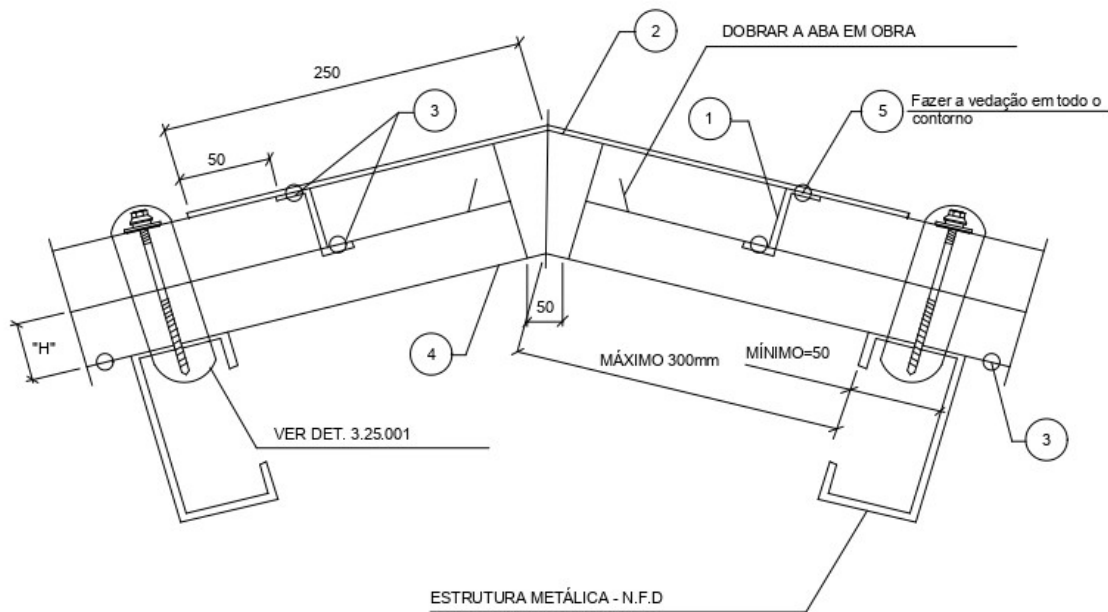 2
DOBRAR A ABA EM OBRA
250
3
1
5
Fazer a vedação em todo o
contorno
50
50
"H"
4
MÁXIMO 300mm
MÍNIMO=50
VER DET. 3.25.001
3
ESTRUTURA METÁLICA - N.F.D